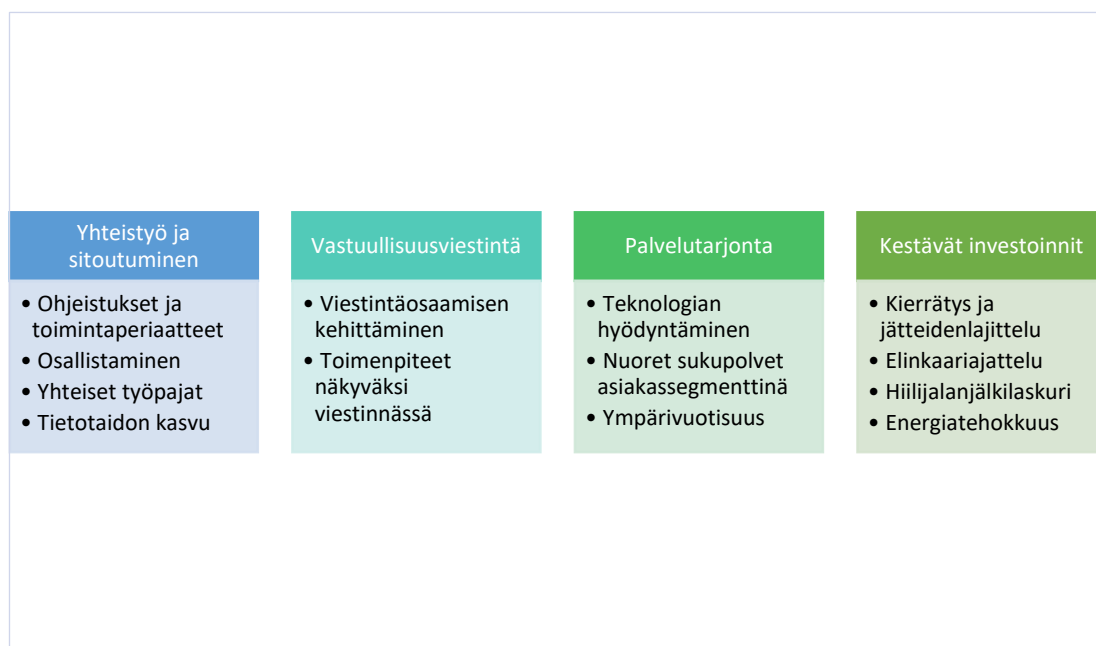 Yhteistyö ja
sitoutuminen
• Ohjeistukset ja
toimintaperiaatteet
• Osallistaminen
• Yhteiset työpajat
• Tietotaidon kasvu
Vastuullisuusviestintä
• Viestintäosaamisen
kehittäminen
• Toimenpiteet
näkyväksi
viestinnässä
Palvelutarjonta
• Teknologian
hyödyntäminen
• Nuoret sukupolvet
asiakassegmenttinä
• Ympärivuotisuus
Kestävät investoinnit
• Kierrätys ja
jätteidenlajittelu
• Elinkaariajattelu
• Hiilijalanjälkilaskuri
• Energiatehokkuus